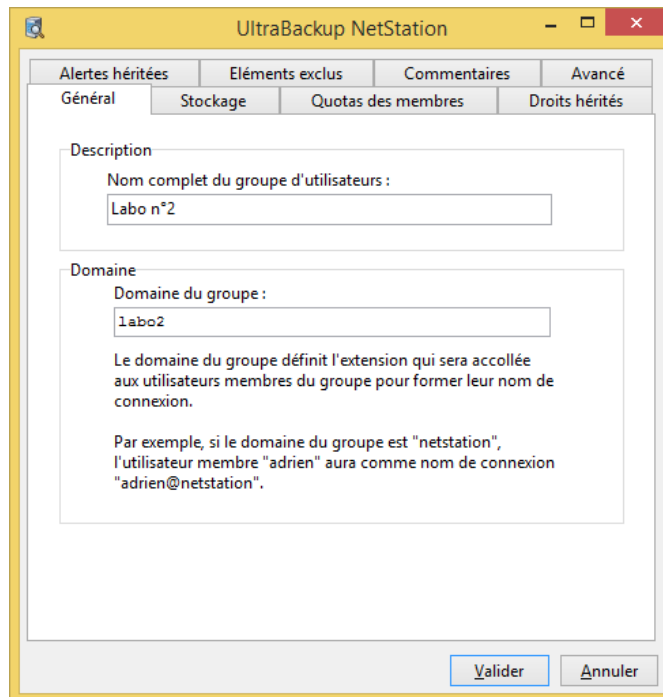 UltraBackup NetStation
Alertes héritées Eléments exclus Commentaires Avancé
Général Stockage Quotas des membres Droits hérités
Description
Nom complet du groupe d'utilisateurs :
Labo n°2
Domaine
Domaine du groupe :
labo2
Le domaine du groupe définit l'extension qui sera accollée
aux utilisateurs membres du groupe pour former leur nom de
connexion.
Par exemple, si le domaine du groupe est "netstation",
l'utilisateur membre "adrien" aura comme nom de connexion
"adrien@netstation".
Valider Annuler